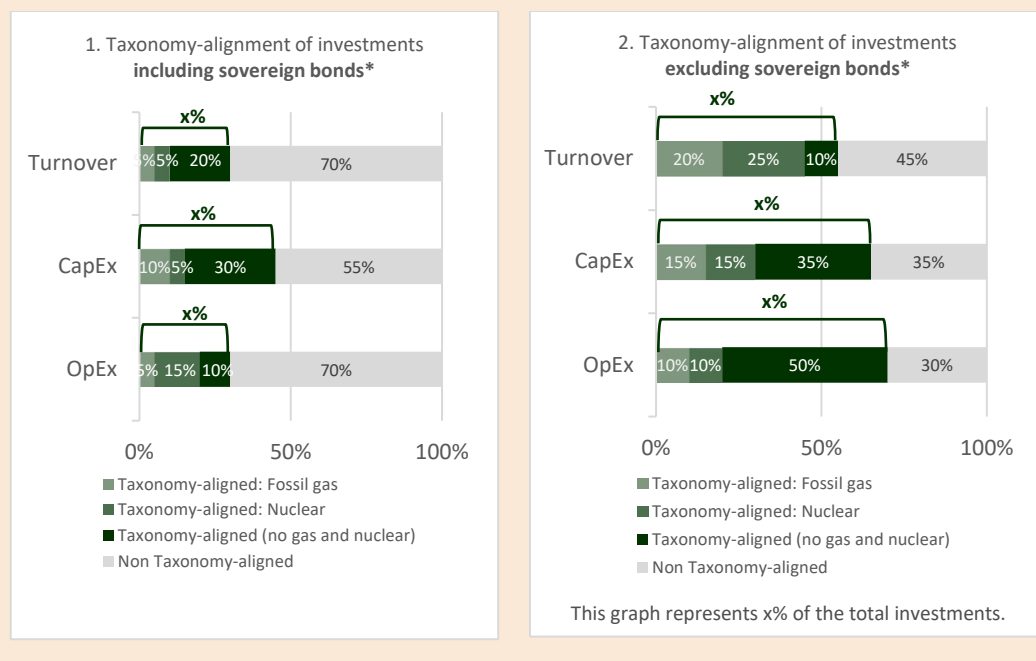 1. Taxonomy-alignment of investments
including sovereign bonds*
x%
Turnover
5% 5% 20% 70%
x%
CapEx
10% 5% 30% 55%
x%
OpEx
5% 15% 10% 70%
0% 50% 100%
Taxonomy-aligned: Fossil gas
Taxonomy-aligned: Nuclear
Taxonomy-aligned (no gas and nuclear)
Non Taxonomy-aligned
2. Taxonomy-alignment of investments
excluding sovereign bonds*
x%
Turnover
20% 25% 10% 45%
x%
CapEx
15% 15% 35% 35%
x%
OpEx
10% 10% 50% 30%
0% 50% 100%
Taxonomy-aligned: Fossil gas
Taxonomy-aligned: Nuclear
Taxonomy-aligned (no gas and nuclear)
Non Taxonomy-aligned
This graph represents x% of the total investments.